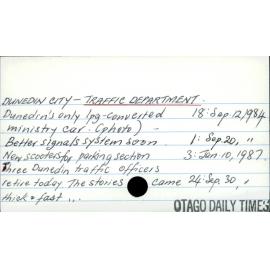 DUNEDIN CITY - TRAFFIC DEPARTMENT.
Dunedin's only lpg-converted 18: Sep.12,1984
ministry car. (photo) -
Better signals system soon. 1: Sep.20, "
New scooters for parking section 3: Jan.10,1987.
Three Dunedin traffic officers
retire today. The stories came 24: Sep.30, "
thick & fast...
OTAGO DAILY TIMES